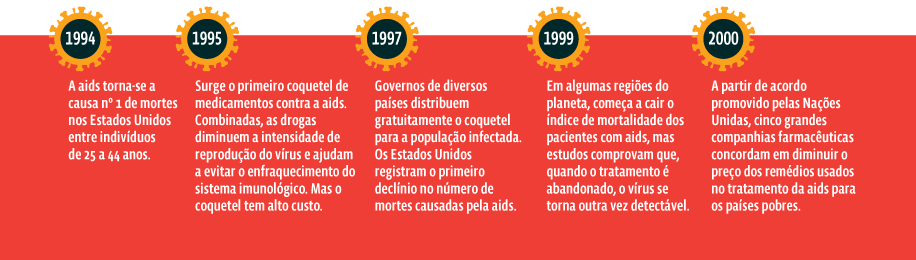 1994
A aids torna-se a
causa nº 1 de mortes
nos Estados Unidos
entre indivíduos
de 25 a 44 anos.
1995
Surge o primeiro coquetel de
medicamentos contra a aids.
Combinadas, as drogas
diminuem a intensidade de
reprodução do vírus e ajudam
a evitar o enfraquecimento do
sistema imunológico. Mas o
coquetel tem alto custo.
1997
Governos de diversos
países distribuem
gratuitamente o coquetel
para a população infectada.
Os Estados Unidos
registram o primeiro
declínio no número de
mortes causadas pela aids.
1999
Em algumas regiões do
planeta, começa a cair o
índice de mortalidade dos
pacientes com aids, mas
estudos comprovam que,
quando o tratamento é
abandonado, o vírus se
torna outra vez detectável.
2000
A partir de acordo
promovido pelas Nações
Unidas, cinco grandes
companhias farmacêuticas
concordam em diminuir o
preço dos remédios usados
no tratamento da aids para
os países pobres.